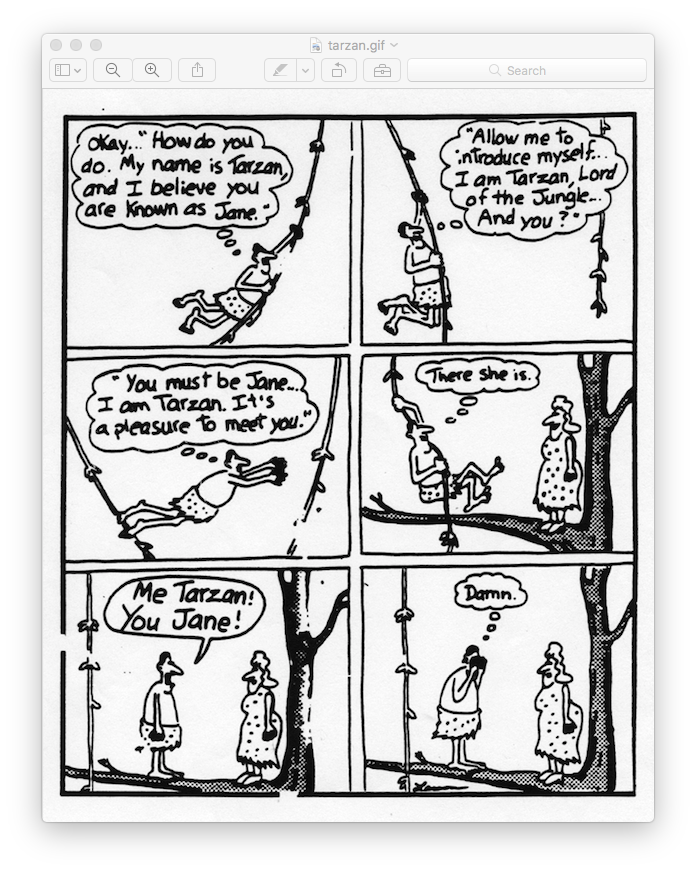 tarzan.gif
Search
Okay..." How do you
do. My name is Tarzan,
and I believe you
are known as Jane."
"Allow me to
introduce myself...
I am Tarzan, Lord
of the Jungle...
And you?"
"You must be Jane...
I am Tarzan. It's
a pleasure to meet you."
There she is.
Me Tarzan!
You Jane!
Damn.